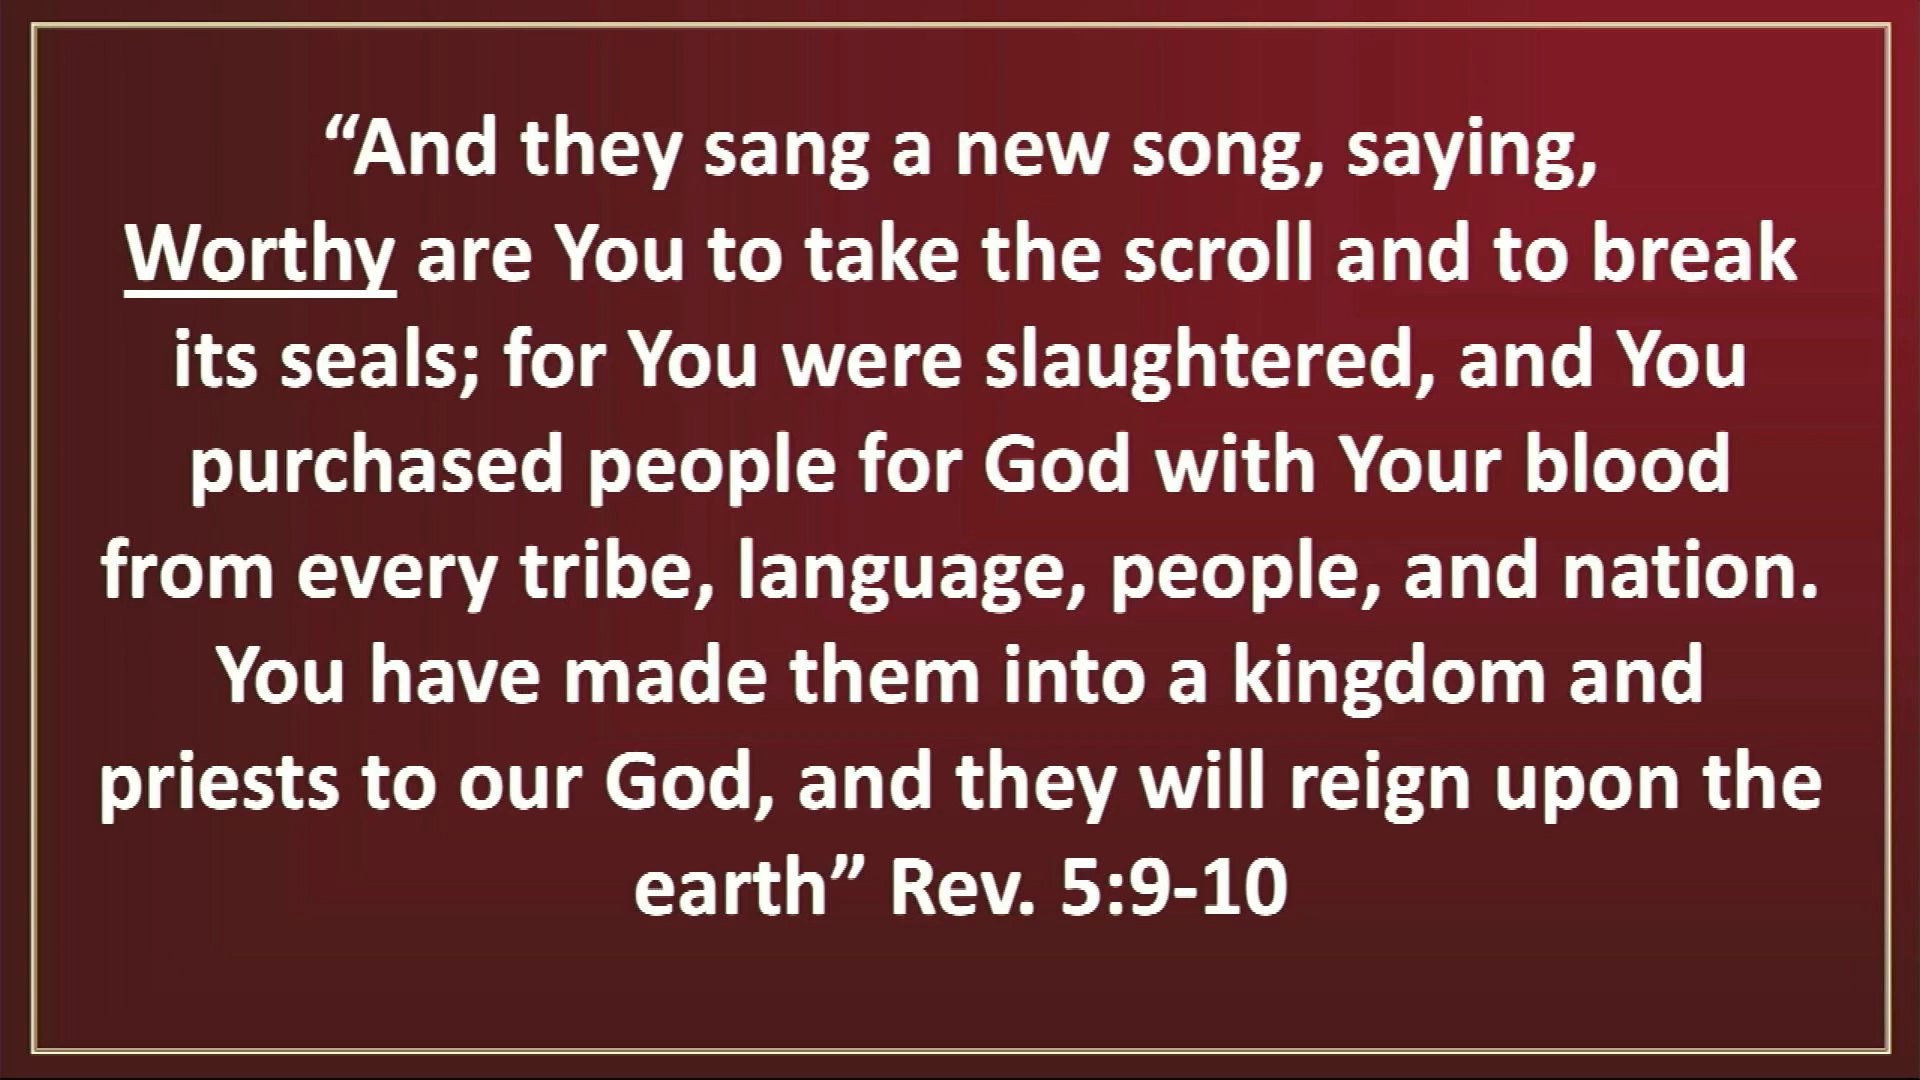 “And they sang a new song, saying,
Worthy are You to take the scroll and to break
its seals; for You were slaughtered, and You
purchased people for God with Your blood
from every tribe, language, people, and nation.
You have made them into a kingdom and
priests to our God, and they will reign upon the
earth” Rev. 5:9-10